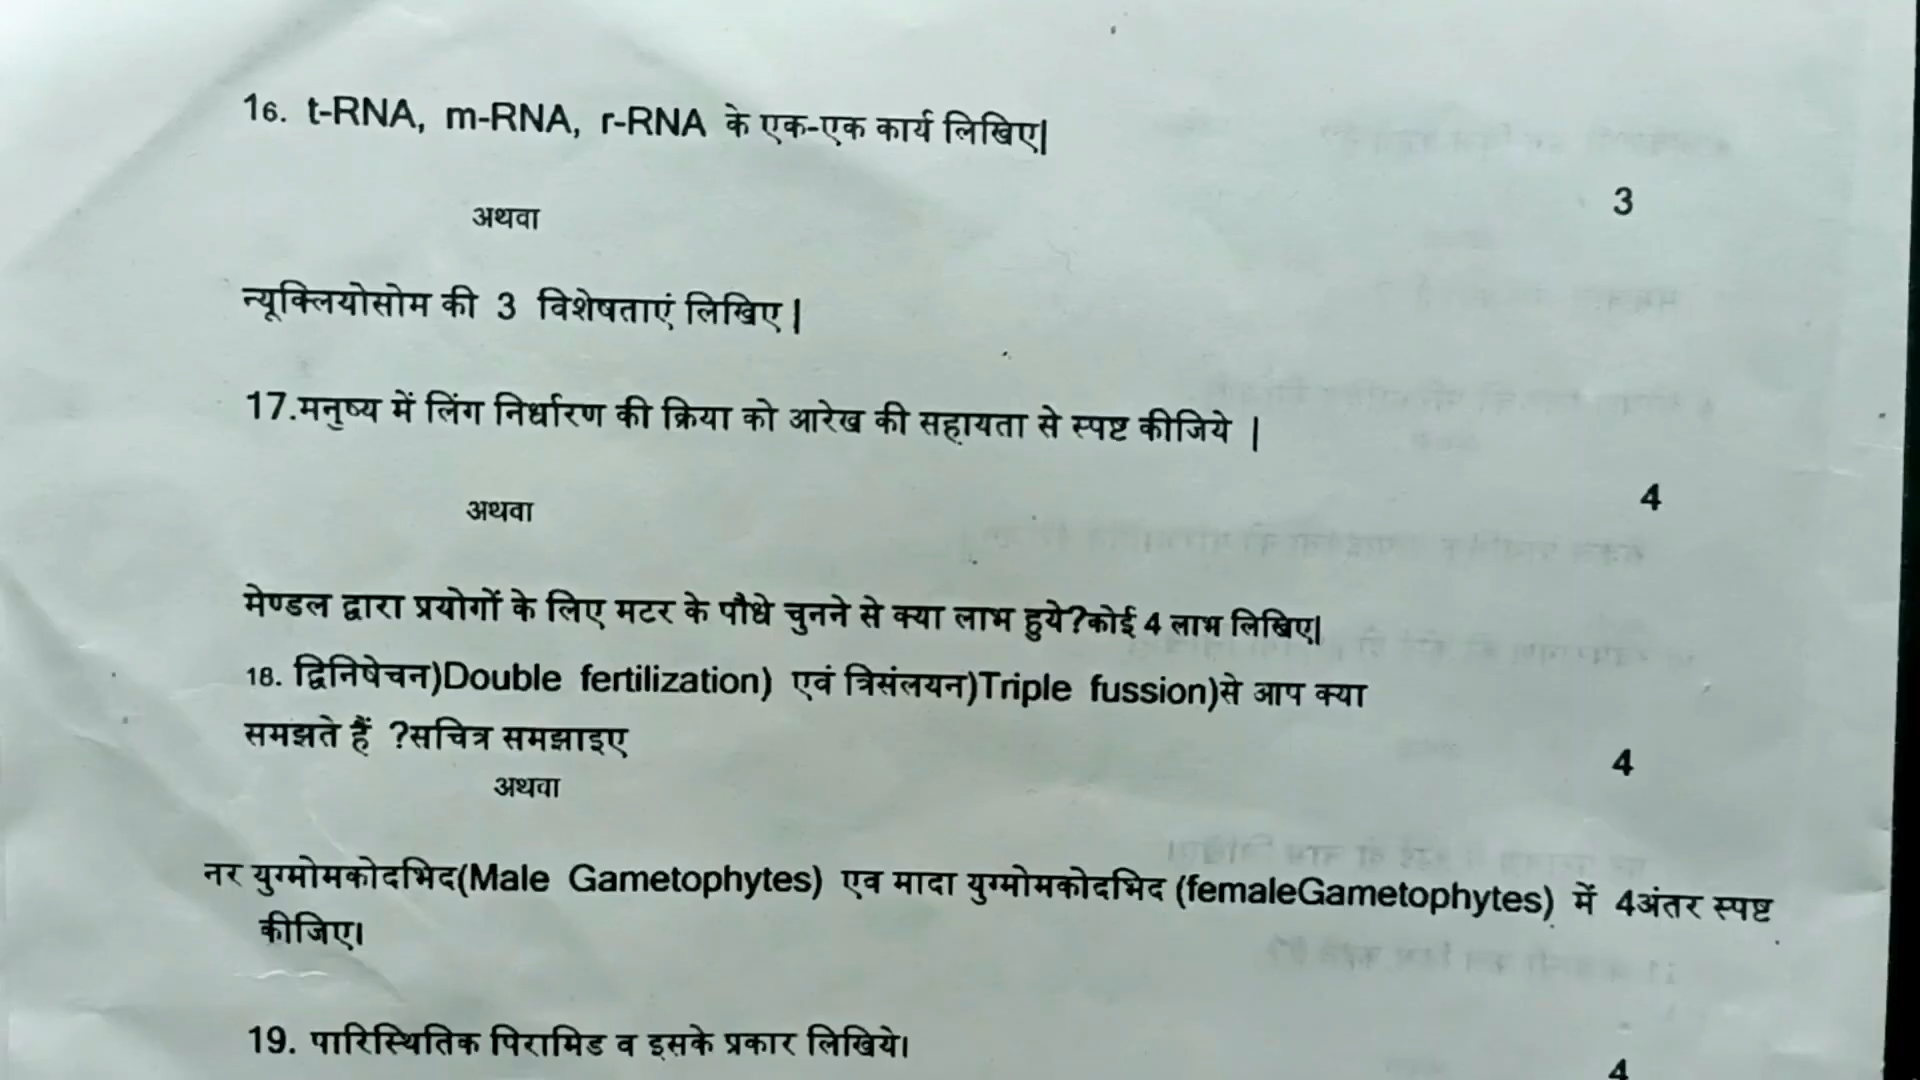 16. t-RNA, m-RNA, r-RNA के एक-एक कार्य लिखिए|
3
अथवा
न्यूक्लियोसोम की 3 विशेषताएं लिखिए |
17.मनुष्य में लिंग निर्धारण की क्रिया को आरेख की सहायता से स्पष्ट कीजिये |
4
अथवा
मेण्डल द्वारा प्रयोगों के लिए मटर के पौधे चुनने से क्या लाभ हुये?कोई 4 लाभ लिखिए|
18. द्विनिषेचन)Double fertilization) एवं त्रिसंलयन)Triple fussion)से आप क्या
समझते हैं ?सचित्र समझाइए
4
अथवा
नर युग्मोमकोदभिद(Male Gametophytes) एव मादा युग्मोमकोदभिद (femaleGametophytes) में 4अंतर स्पष्ट
कीजिए।
19. पारिस्थितिक पिरामिड व इसके प्रकार लिखिये।
4